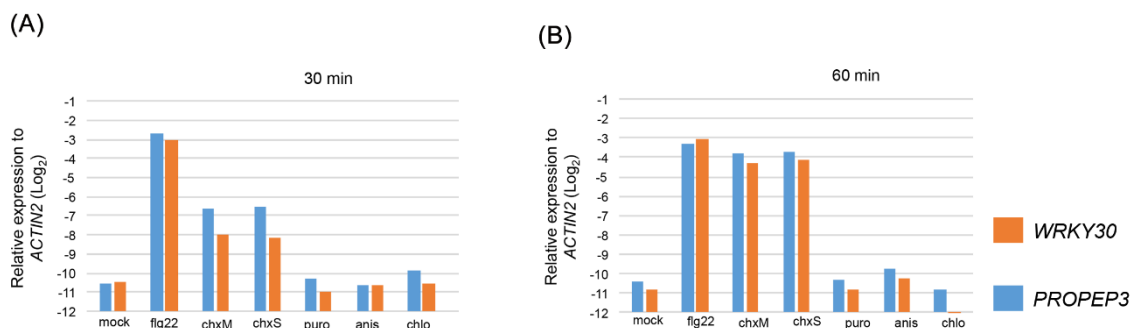 (A)
30 min
Relative expression to
ACTIN2 (Log2)
-1
-2
-3
-4
-5
-6
-7
-8
-9
-10
-11
-12
mock flg22 chxM chxS puro anis chlo
(B)
60 min
Relative expression to
ACTIN2 (Log2)
-1
-2
-3
-4
-5
-6
-7
-8
-9
-10
-11
-12
mock flg22 chxM chxS puro anis chlo
WRKY30
PROPEP3